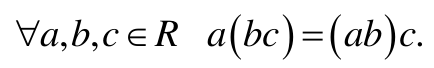 ∀a,b,c ∈ R a(bc)=(ab)c.